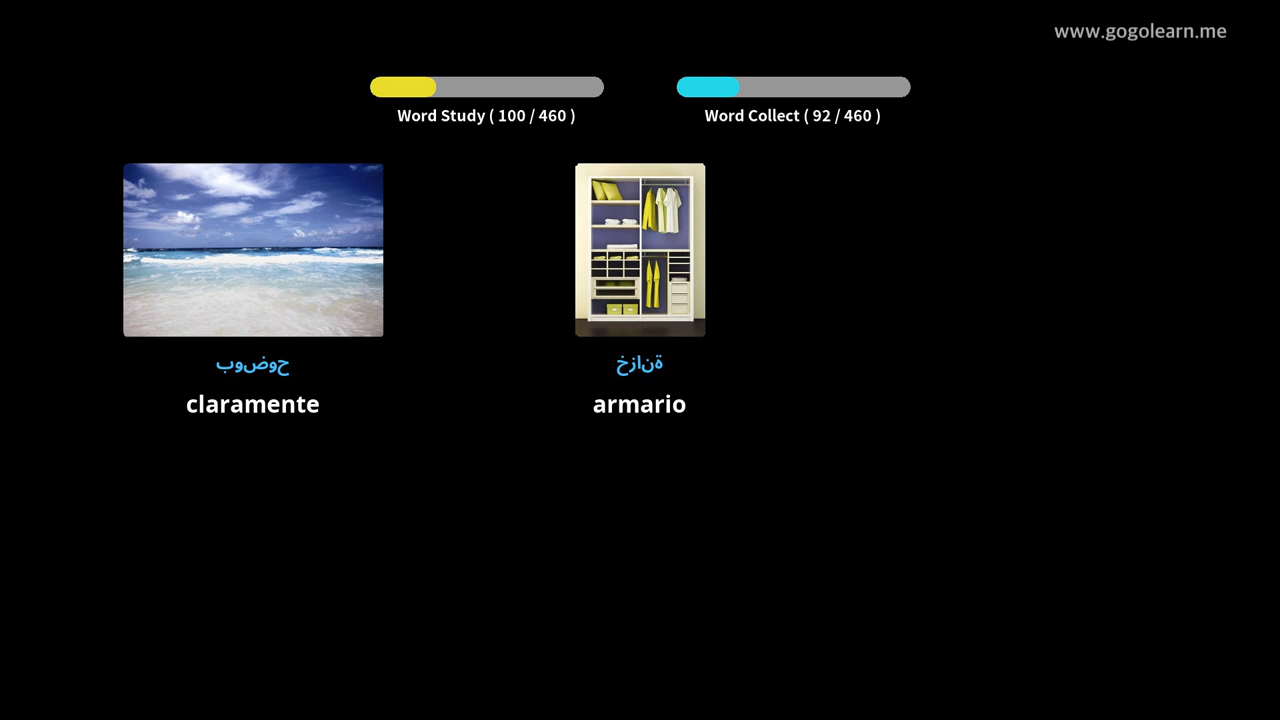 www.gogolearn.me
Word Study ( 100 / 460 )
Word Collect ( 92 / 460 )
بوضوح
خزانة
claramente
armario